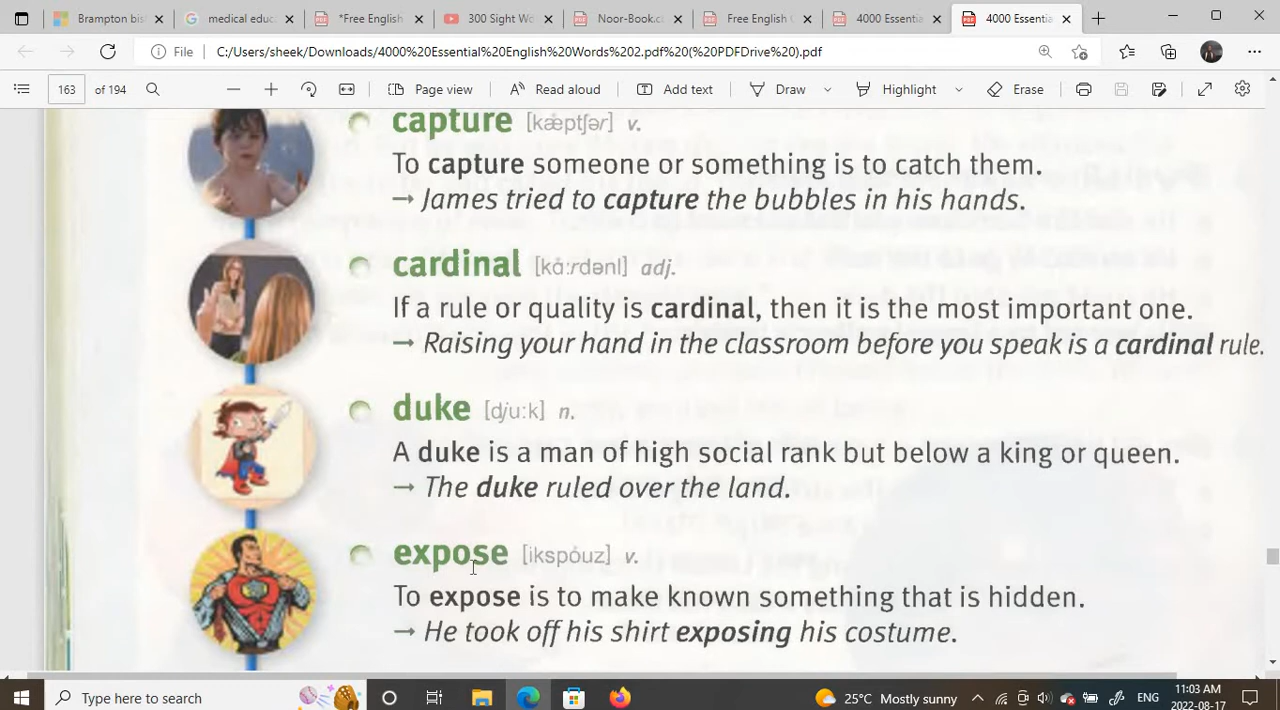 Brampton bis
medical educ
*Free English
300 Sight Wo
Noor-Book.c
Free English C
4000 Essentia
4000 Essentia
File
C:/Users/sheek/Downloads/4000%20Essential%20English%20Words%202.pdf%20(%20PDFDrive%20).pdf
163 of 194
Page view
Read aloud
Add text
Draw
Highlight
Erase
capture [kǽptʃər] v.
To capture someone or something is to catch them.
→ James tried to capture the bubbles in his hands.
cardinal [káːrdənl] adj.
If a rule or quality is cardinal, then it is the most important one.
→ Raising your hand in the classroom before you speak is a cardinal rule.
duke [djuːk] n.
A duke is a man of high social rank but below a king or queen.
→ The duke ruled over the land.
expose [ikspóuz] v.
To expose is to make known something that is hidden.
→ He took off his shirt exposing his costume.
Type here to search
25°C Mostly sunny
ENG
11:03 AM
2022-08-17